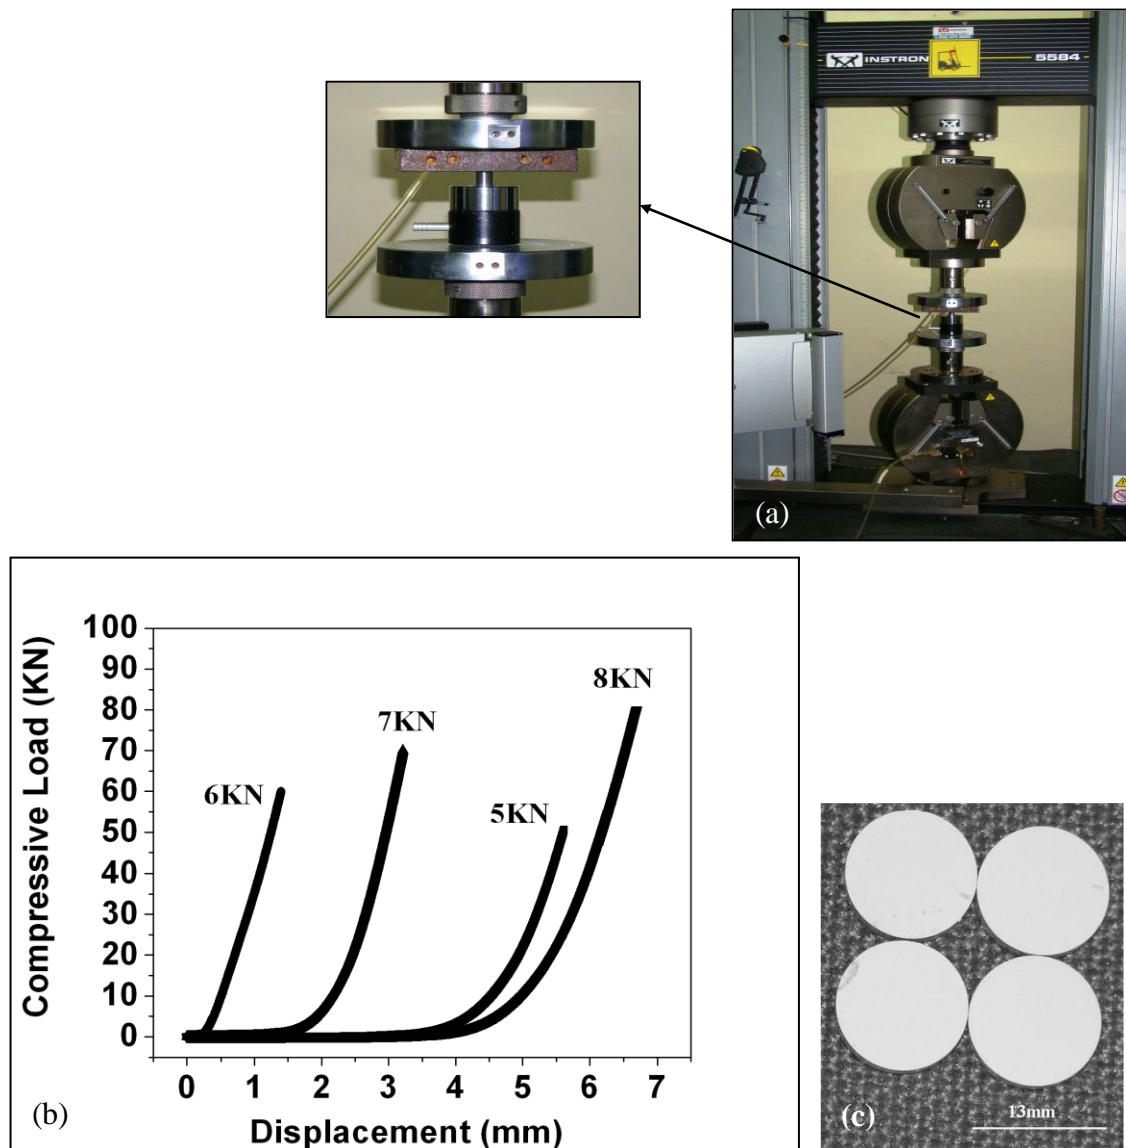 INSTRON
5584
(a)
100
90
80
70
60
50
40
30
20
10
0
Compressive Load (KN)
6KN
7KN
5KN
8KN
0 1 2 3 4 5 6 7
Displacement (mm)
(b)
13mm
(c)